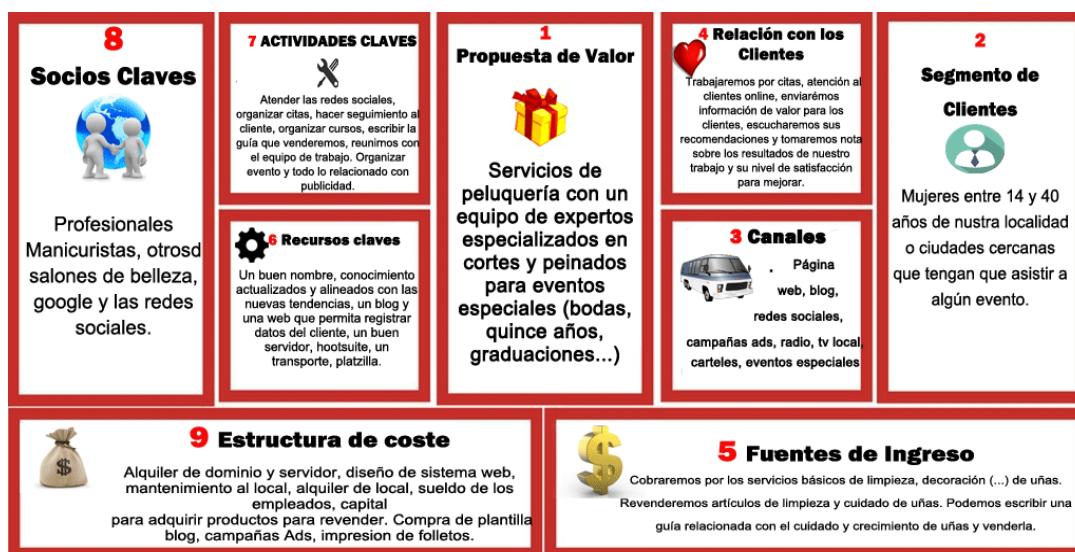 8
Socios Claves
Profesionales
Manicuristas, otrosd
salones de belleza,
google y las redes
sociales.
7 ACTIVIDADES CLAVES
Atender las redes sociales,
organizar citas, hacer seguimiento al
cliente, organizar cursos, escribir la
guía que venderemos, reunirnos con
el equipo de trabajo. Organizar
evento y todo lo relacionado con
publicidad.
6 Recursos claves
Un buen nombre, conocimiento
actualizados y alineados con las
nuevas tendencias, un blog y
una web que permita registrar
datos del cliente, un buen
servidor, hootsuite, un
transporte, platzilla.
1
Propuesta de Valor
Servicios de
peluquería con un
equipo de expertos
especializados en
cortes y peinados
para eventos
especiales (bodas,
quince años,
graduaciones...)
4 Relación con los
Clientes
Trabajaremos por citas, atención al
clientes online, enviarémos
información de valor para los
clientes, escucharemos sus
recomendaciones y tomaremos nota
sobre los resultados de nuestro
trabajo y su nivel de satisfacción
para mejorar.
3 Canales
. Página
web, blog,
redes sociales,
campañas ads, radio, tv local,
carteles, eventos especiales
2
Segmento de
Clientes
Mujeres entre 14 y 40
años de nustra localidad
o ciudades cercanas
que tengan que asistir a
algún evento.
9 Estructura de coste
$
Alquiler de dominio y servidor, diseño de sistema web,
mantenimiento al local, alquiler de local, sueldo de los
empleados, capital
para adquirir productos para revender. Compra de plantilla
blog, campañas Ads, impresion de folletos.
$
5 Fuentes de Ingreso
Cobraremos por los servicios básicos de limpieza, decoración (...) de uñas.
Revenderemos artículos de limpieza y cuidado de uñas. Podemos escribir una
guía relacionada con el cuidado y crecimiento de uñas y venderla.